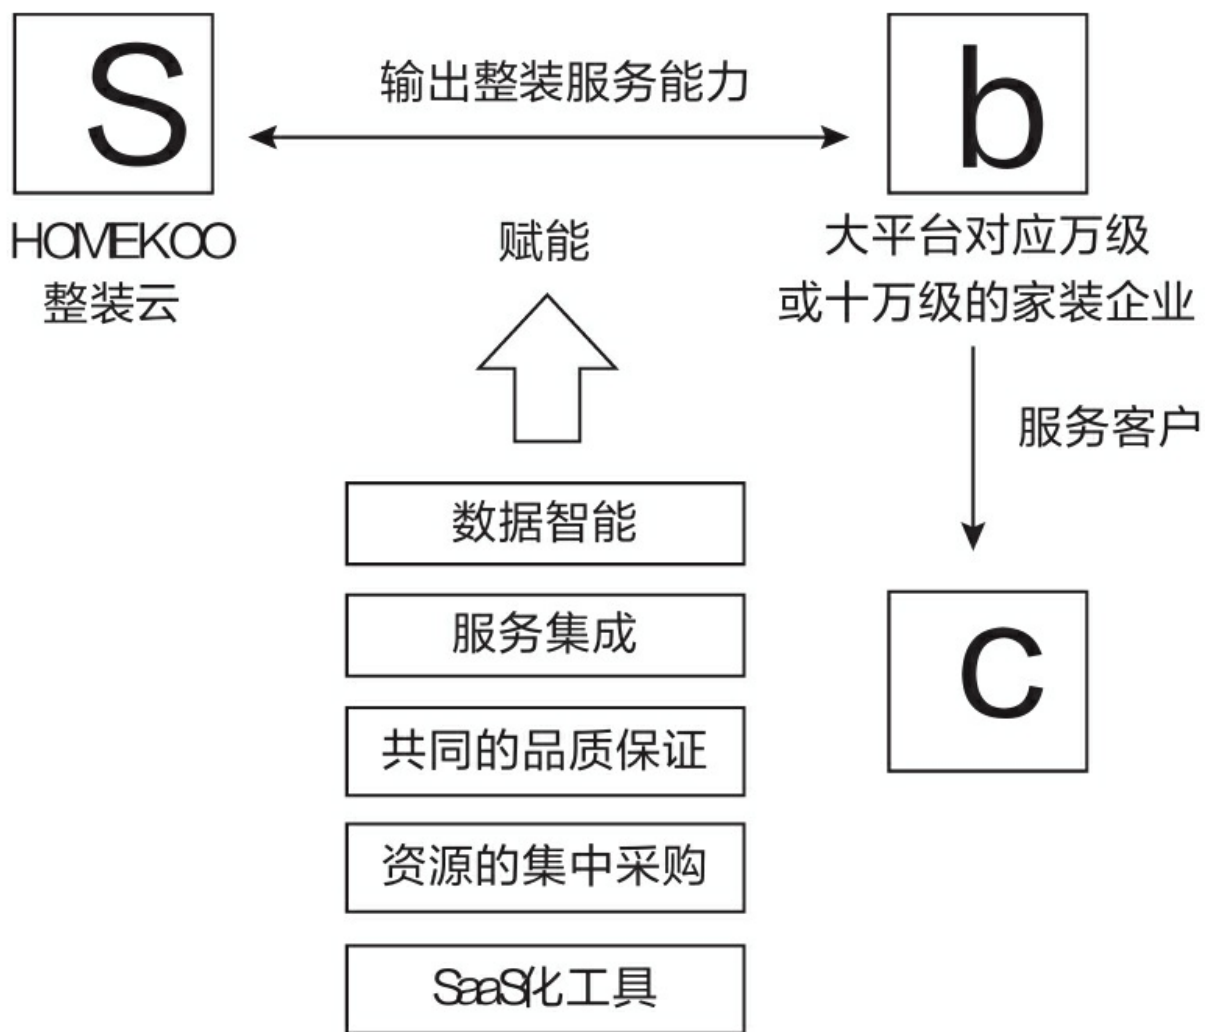 S
输出整装服务能力
b
HOMEKOO
整装云
赋能
大平台对应万级
或十万级的家装企业
服务客户
数据智能
服务集成
共同的品质保证
资源的集中采购
SaaS化工具
c